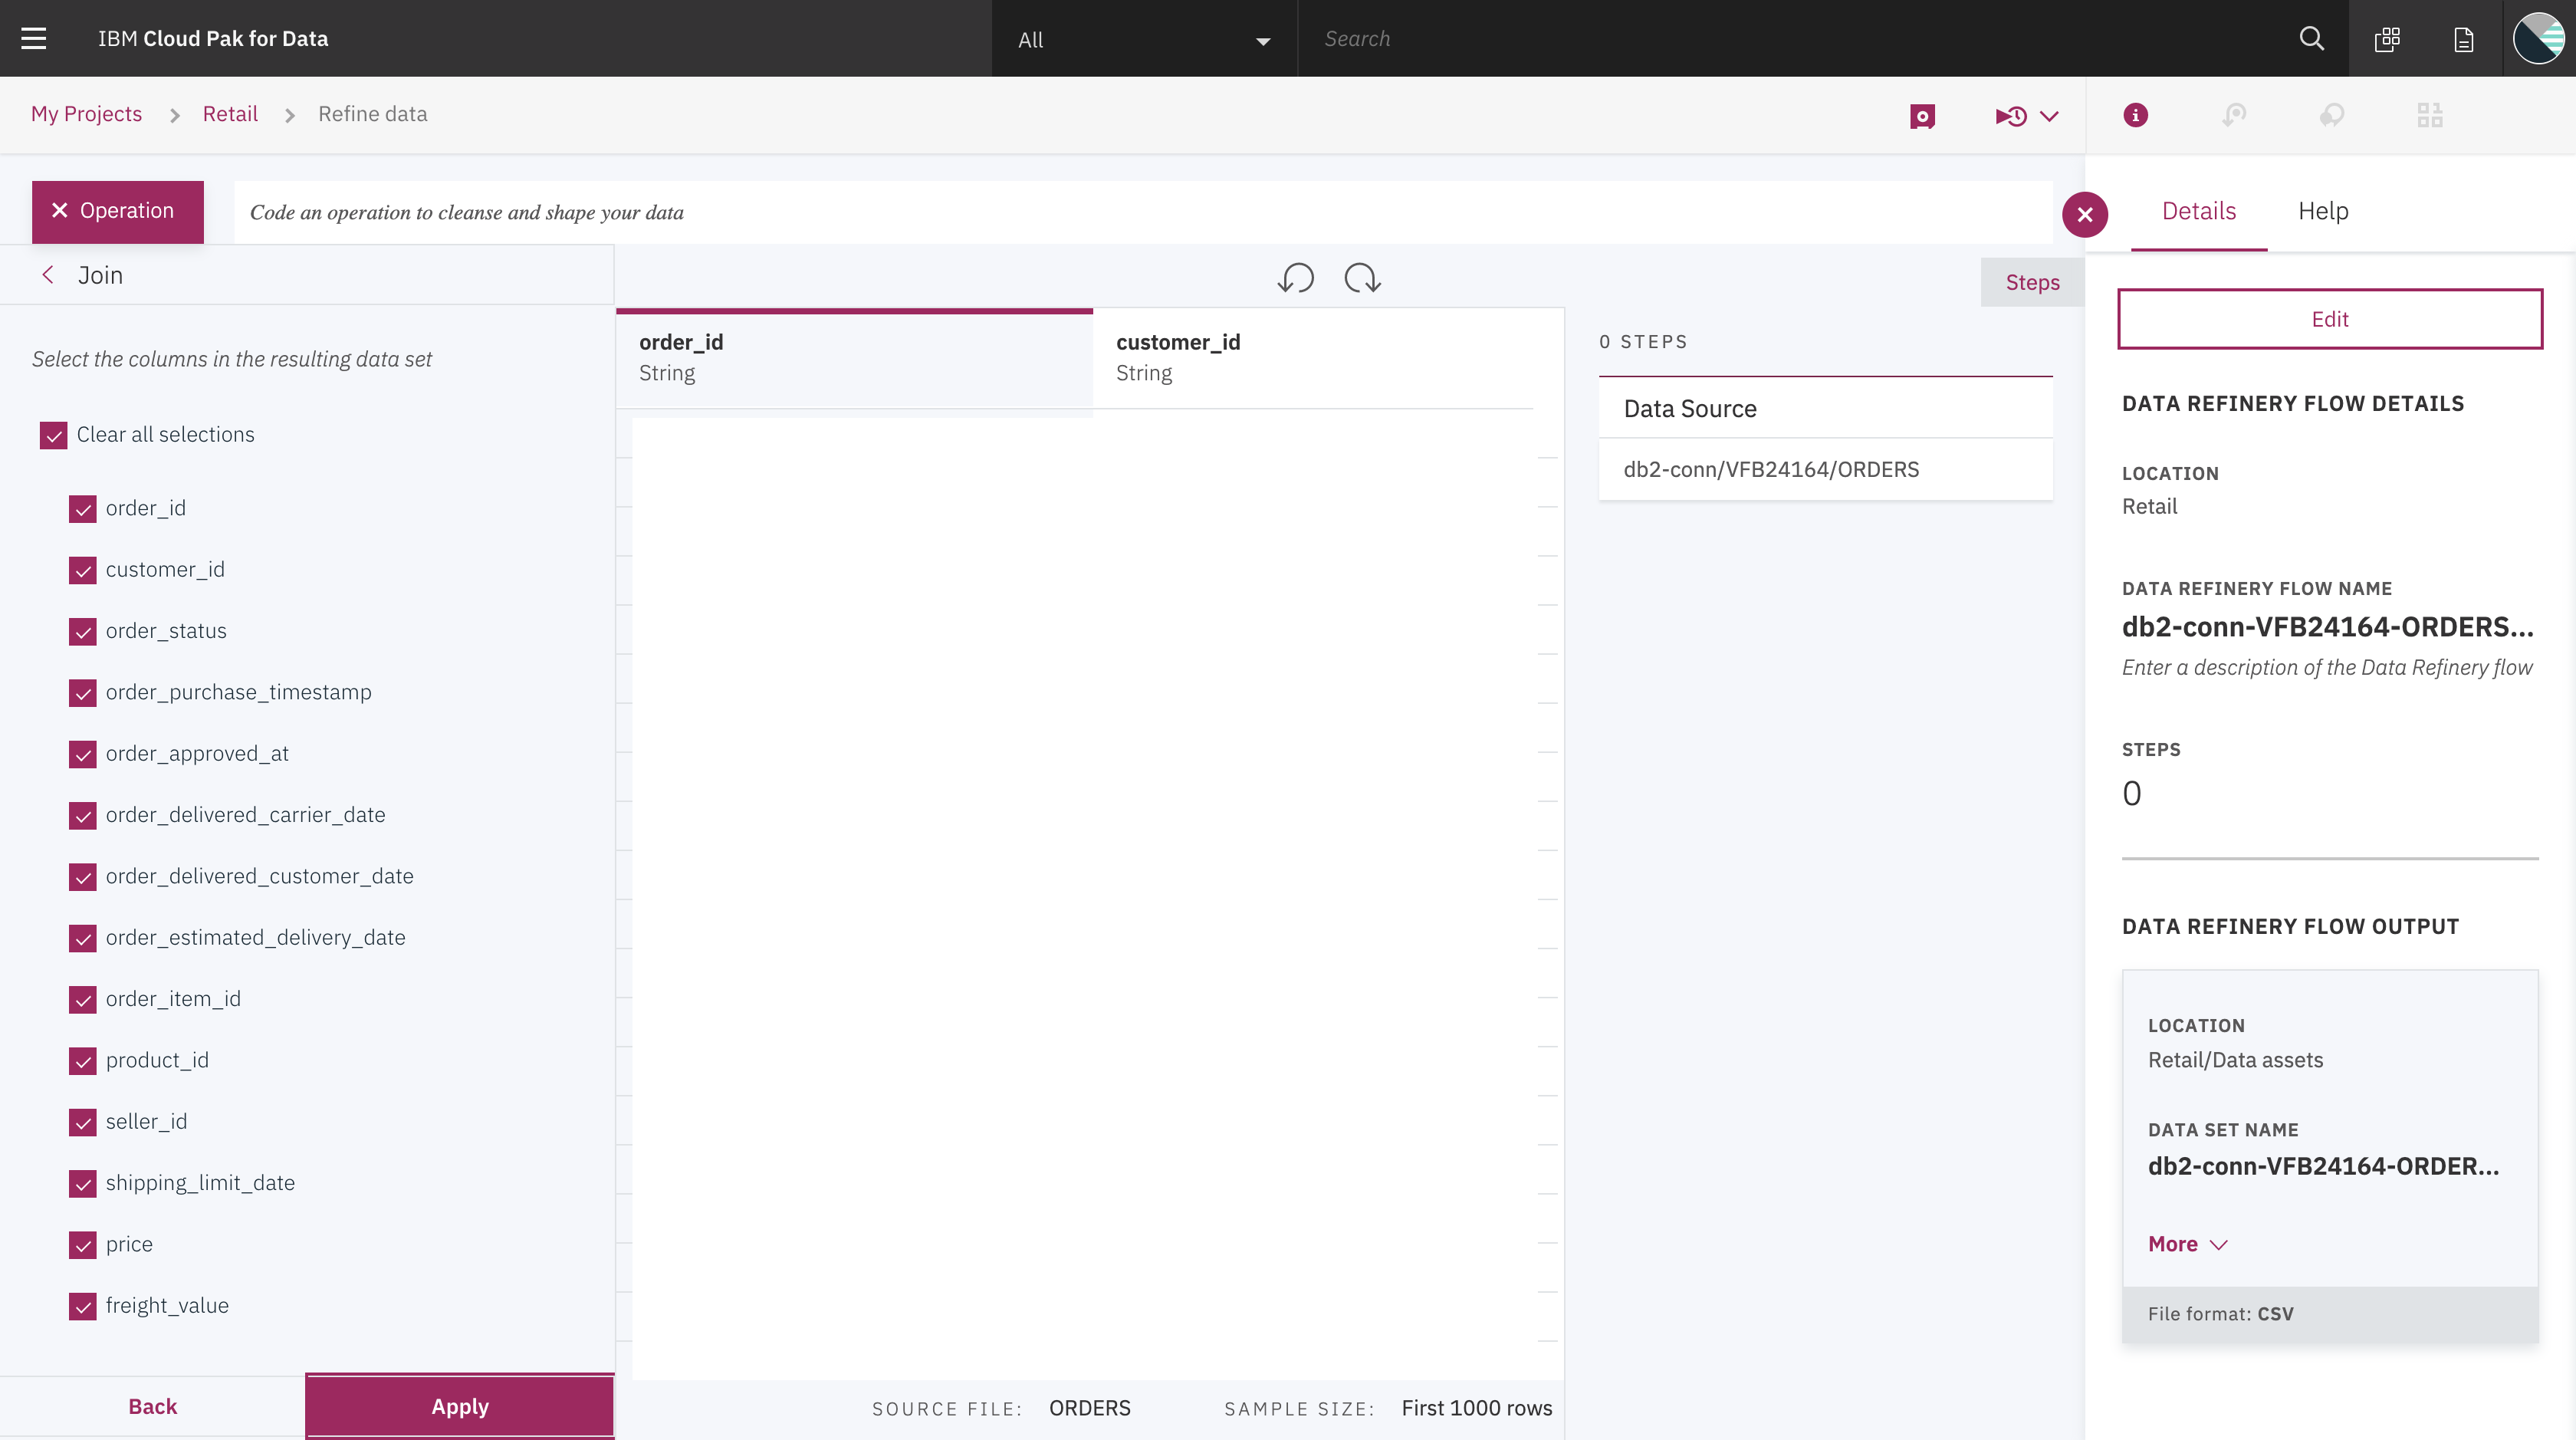 IBM Cloud Pak for Data
All
Search
My Projects
Retail
Refine data
Operation
Code an operation to cleanse and shape your data
Details
Help
Join
Steps
Select the columns in the resulting data set
Clear all selections
order_id
customer_id
order_status
order_purchase_timestamp
order_approved_at
order_delivered_carrier_date
order_delivered_customer_date
order_estimated_delivery_date
order_item_id
product_id
seller_id
shipping_limit_date
price
freight_value
Back
Apply
order_id
String
customer_id
String
SOURCE FILE: ORDERS
SAMPLE SIZE: First 1000 rows
0 STEPS
Data Source
db2-conn/VFB24164/ORDERS
Edit
DATA REFINERY FLOW DETAILS
LOCATION
Retail
DATA REFINERY FLOW NAME
db2-conn-VFB24164-ORDERS...
Enter a description of the Data Refinery flow
STEPS
0
DATA REFINERY FLOW OUTPUT
LOCATION
Retail/Data assets
DATA SET NAME
db2-conn-VFB24164-ORDER...
More
File format: CSV